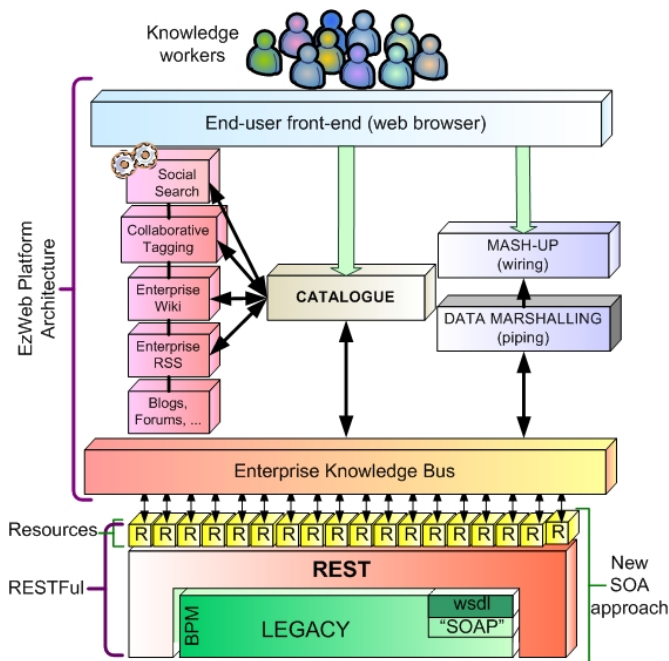 Knowledge
workers
End-user front-end (web browser)
Social
Search
Collaborative
Tagging
Enterprise
Wiki
Enterprise
RSS
Blogs,
Forums, ...
CATALOGUE
MASH-UP
(wiring)
DATA MARSHALLING
(piping)
EzWeb Platform
Architecture
Enterprise Knowledge Bus
Resources
R R R R R R R R R R R R R R R R R R
RESTFul
REST
BPM
LEGACY
wsdl
“SOAP”
New
SOA
approach